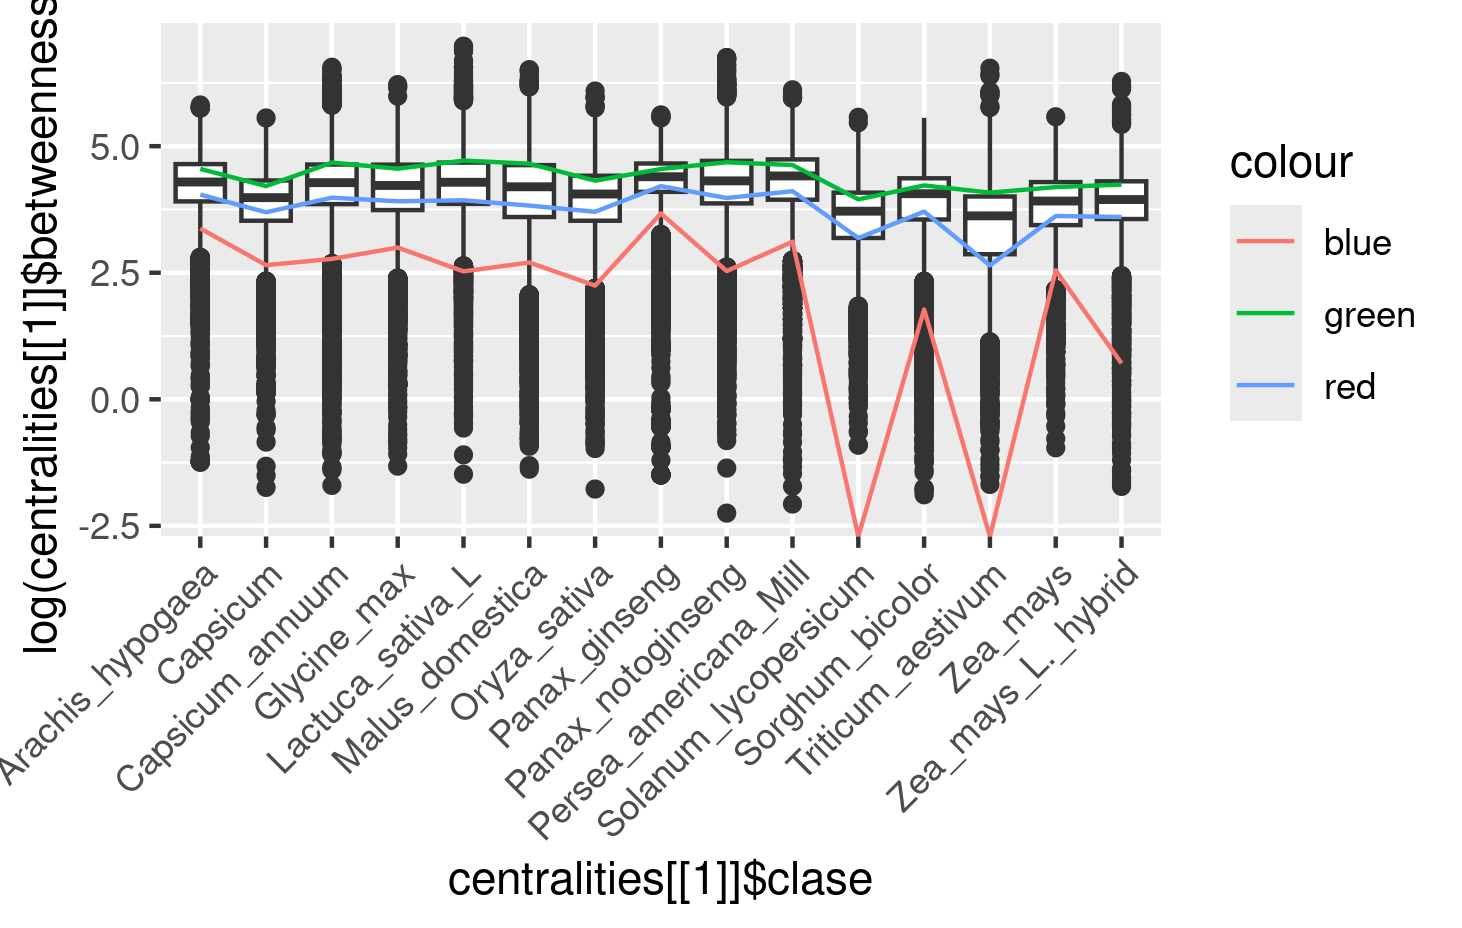 log(centralities[[1]]$betweenness
5.0
2.5
0.0
-2.5
Arachis_hypogaea
Capsicum
Capsicum_annuum
Glycine_max
Lactuca_sativa_L
Malus_domestica
Oryza_sativa
Panax_ginseng
Panax_notoginseng
Persea_americana_Mill
Solanum_lycopersicum
Sorghum_bicolor
Triticum_aestivum
Zea_mays
Zea_mays_L._hybrid
centralities[[1]]$clase
colour
blue
green
red